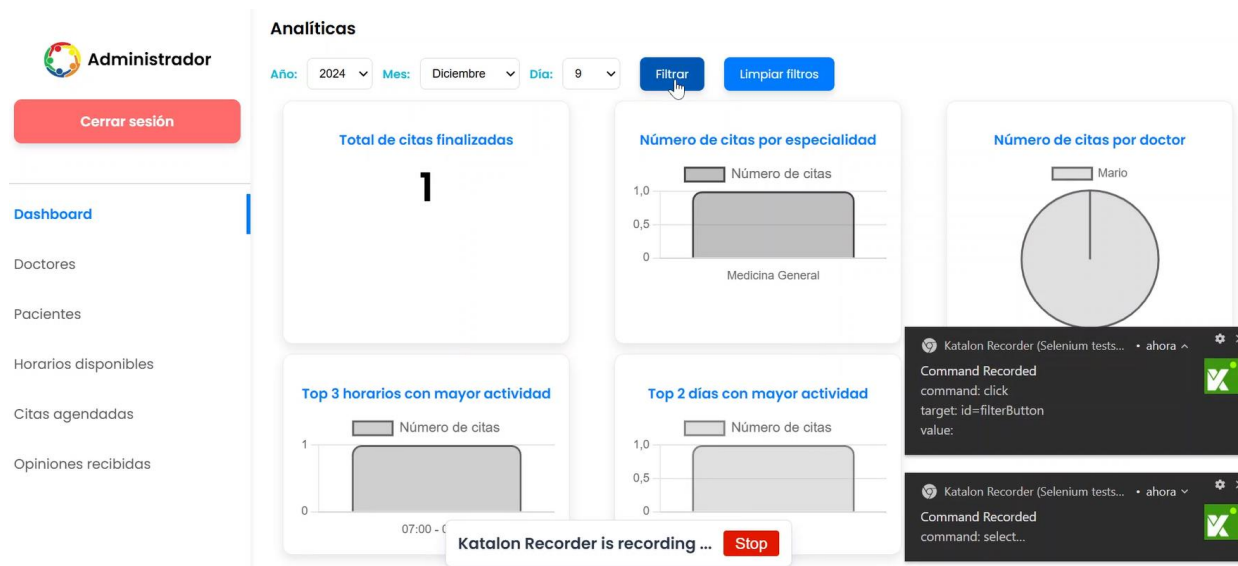 Administrador
Cerrar sesión
Dashboard
Doctores
Pacientes
Horarios disponibles
Citas agendadas
Opiniones recibidas
Analíticas
Año: 2024 Mes: Diciembre Día: 9 Filtrar Limpiar filtros
Total de citas finalizadas
1
Número de citas por especialidad
Número de citas
1,0
0,5
0
Medicina General
Número de citas por doctor
Mario
Top 3 horarios con mayor actividad
Número de citas
1
0
07:00 -
Top 2 días con mayor actividad
Número de citas
1,0
0,5
0
Katalon Recorder (Selenium tests... • ahora
Command Recorded
command: click
target: id=filterButton
value:
Katalon Recorder (Selenium tests... • ahora
Command Recorded
command: select...
Katalon Recorder is recording ... Stop